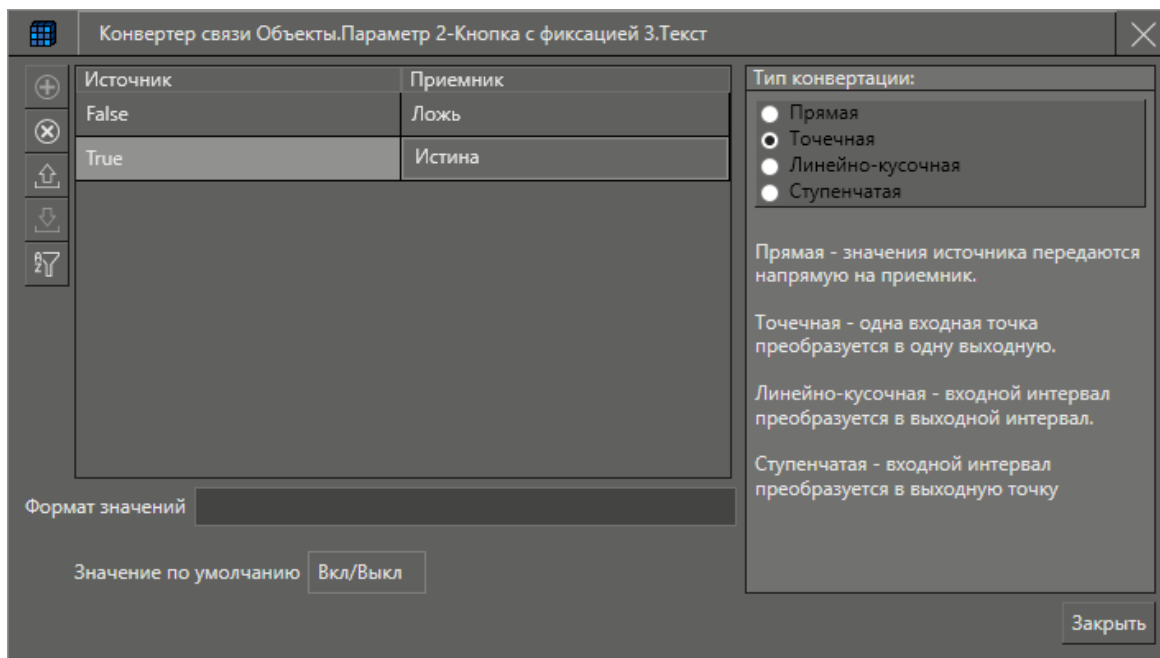 Конвертер связи Объекты.Параметр 2-Кнопка с фиксацией 3.Текст
Источник Приемник
False Ложь
True Истина
Формат значений
Значение по умолчанию Вкл/Выкл
Тип конвертации:
Прямая
Точечная
Линейно-кусочная
Ступенчатая
Прямая - значения источника передаются
напрямую на приемник.
Точечная - одна входная точка
преобразуется в одну выходную.
Линейно-кусочная - входной интервал
преобразуется в выходной интервал.
Ступенчатая - входной интервал
преобразуется в выходную точку
Закрыть